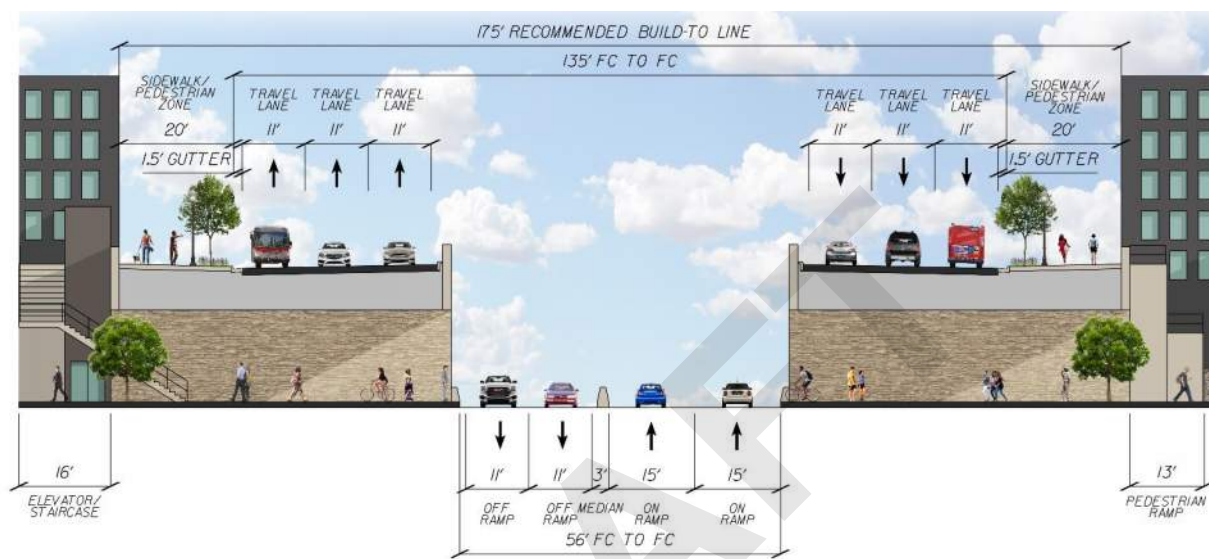 175' RECOMMENDED BUILD-TO LINE
135' FC TO FC
SIDEWALK/
PEDESTRIAN
ZONE
20'
1.5' GUTTER
TRAVEL
LANE
11'
TRAVEL
LANE
11'
TRAVEL
LANE
11'
TRAVEL
LANE
11'
TRAVEL
LANE
11'
TRAVEL
LANE
11'
SIDEWALK/
PEDESTRIAN
ZONE
20'
1.5' GUTTER
16'
ELEVATOR/
STAIRCASE
11'
OFF
RAMP
11'
OFF
RAMP
3'
MEDIAN
15'
ON
RAMP
15'
ON
RAMP
56' FC TO FC
13'
PEDESTRIAN
RAMP